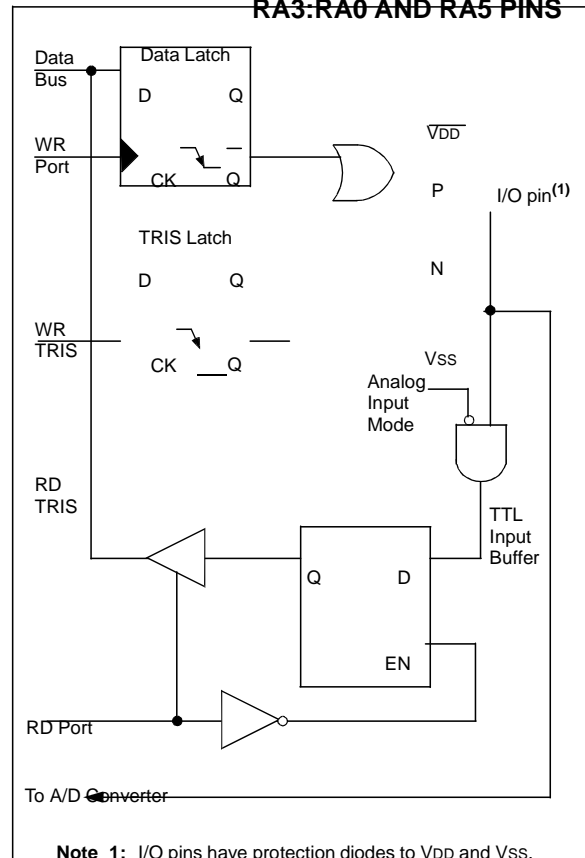 RA3:RA0 AND RA5 PINS
Data
Bus
Data Latch
D Q
WR
Port
CK Q
VDD
P
I/O pin(1)
TRIS Latch
D Q
N
WR
TRIS
CK Q
VSS
Analog
Input
Mode
RD
TRIS
TTL
Input
Buffer
Q D
EN
RD Port
To A/D Converter
Note 1: I/O pins have protection diodes to VDD and VSS.